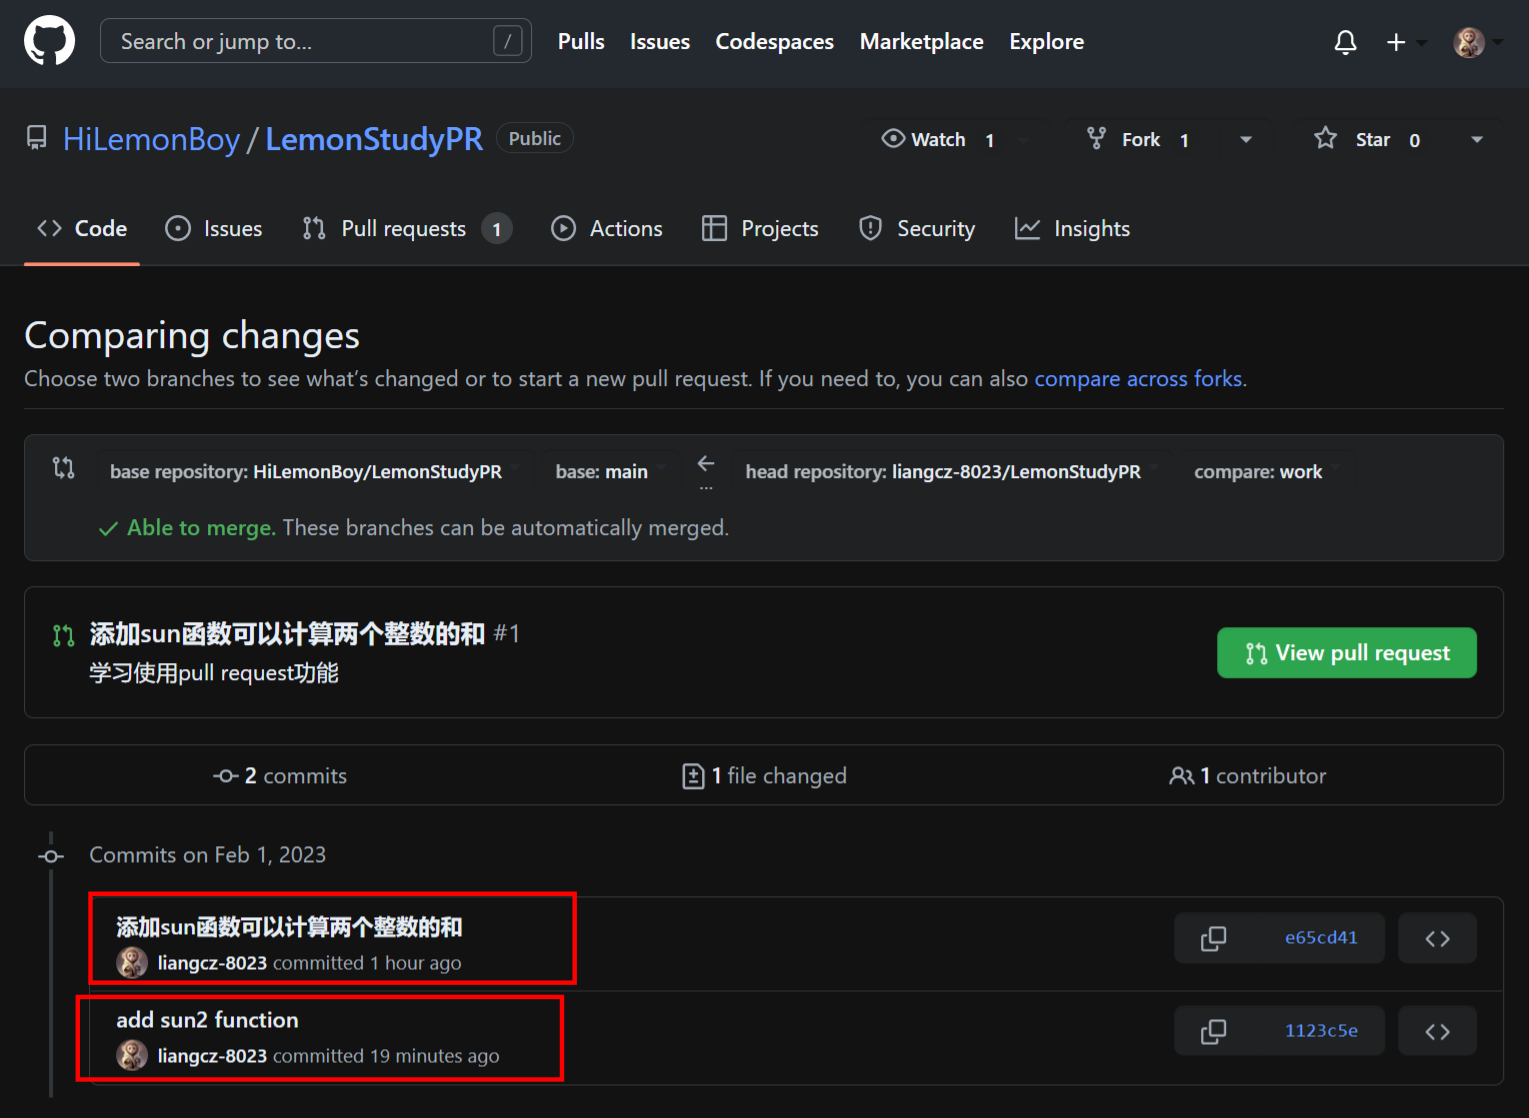 Search or jump to... / Pulls Issues Codespaces Marketplace Explore
HiLemonBoy / LemonStudyPR Public Watch 1 Fork 1 Star 0
Code Issues Pull requests 1 Actions Projects Security Insights
Comparing changes
Choose two branches to see what's changed or to start a new pull request. If you need to, you can also compare across forks.
base repository: HiLemonBoy/LemonStudyPR base: main ... head repository: liangcz-8023/LemonStudyPR compare: work
Able to merge. These branches can be automatically merged.
添加sun函数可以计算两个整数的和 #1
学习使用pull request功能
View pull request
2 commits 1 file changed 1 contributor
Commits on Feb 1, 2023
添加sun函数可以计算两个整数的和
liangcz-8023 committed 1 hour ago
e65cd41
add sun2 function
liangcz-8023 committed 19 minutes ago
1123c5e